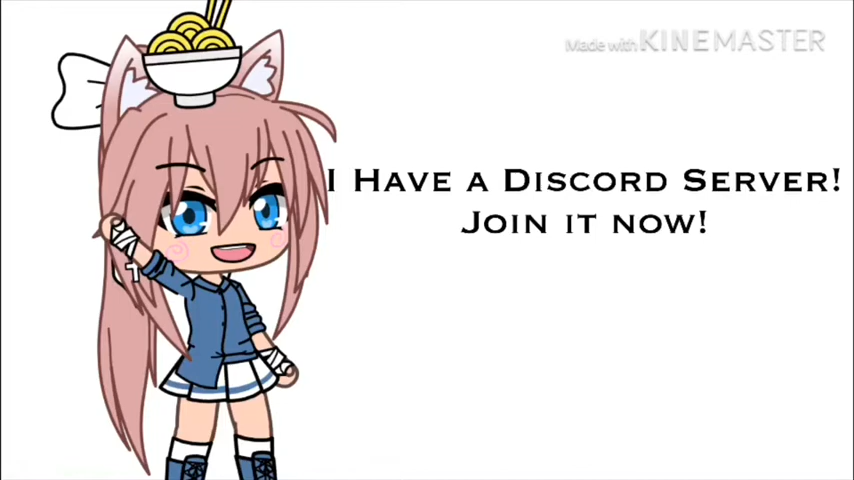 Made with KINEMASTER
I HAVE A DISCORD SERVER!
JOIN IT NOW!